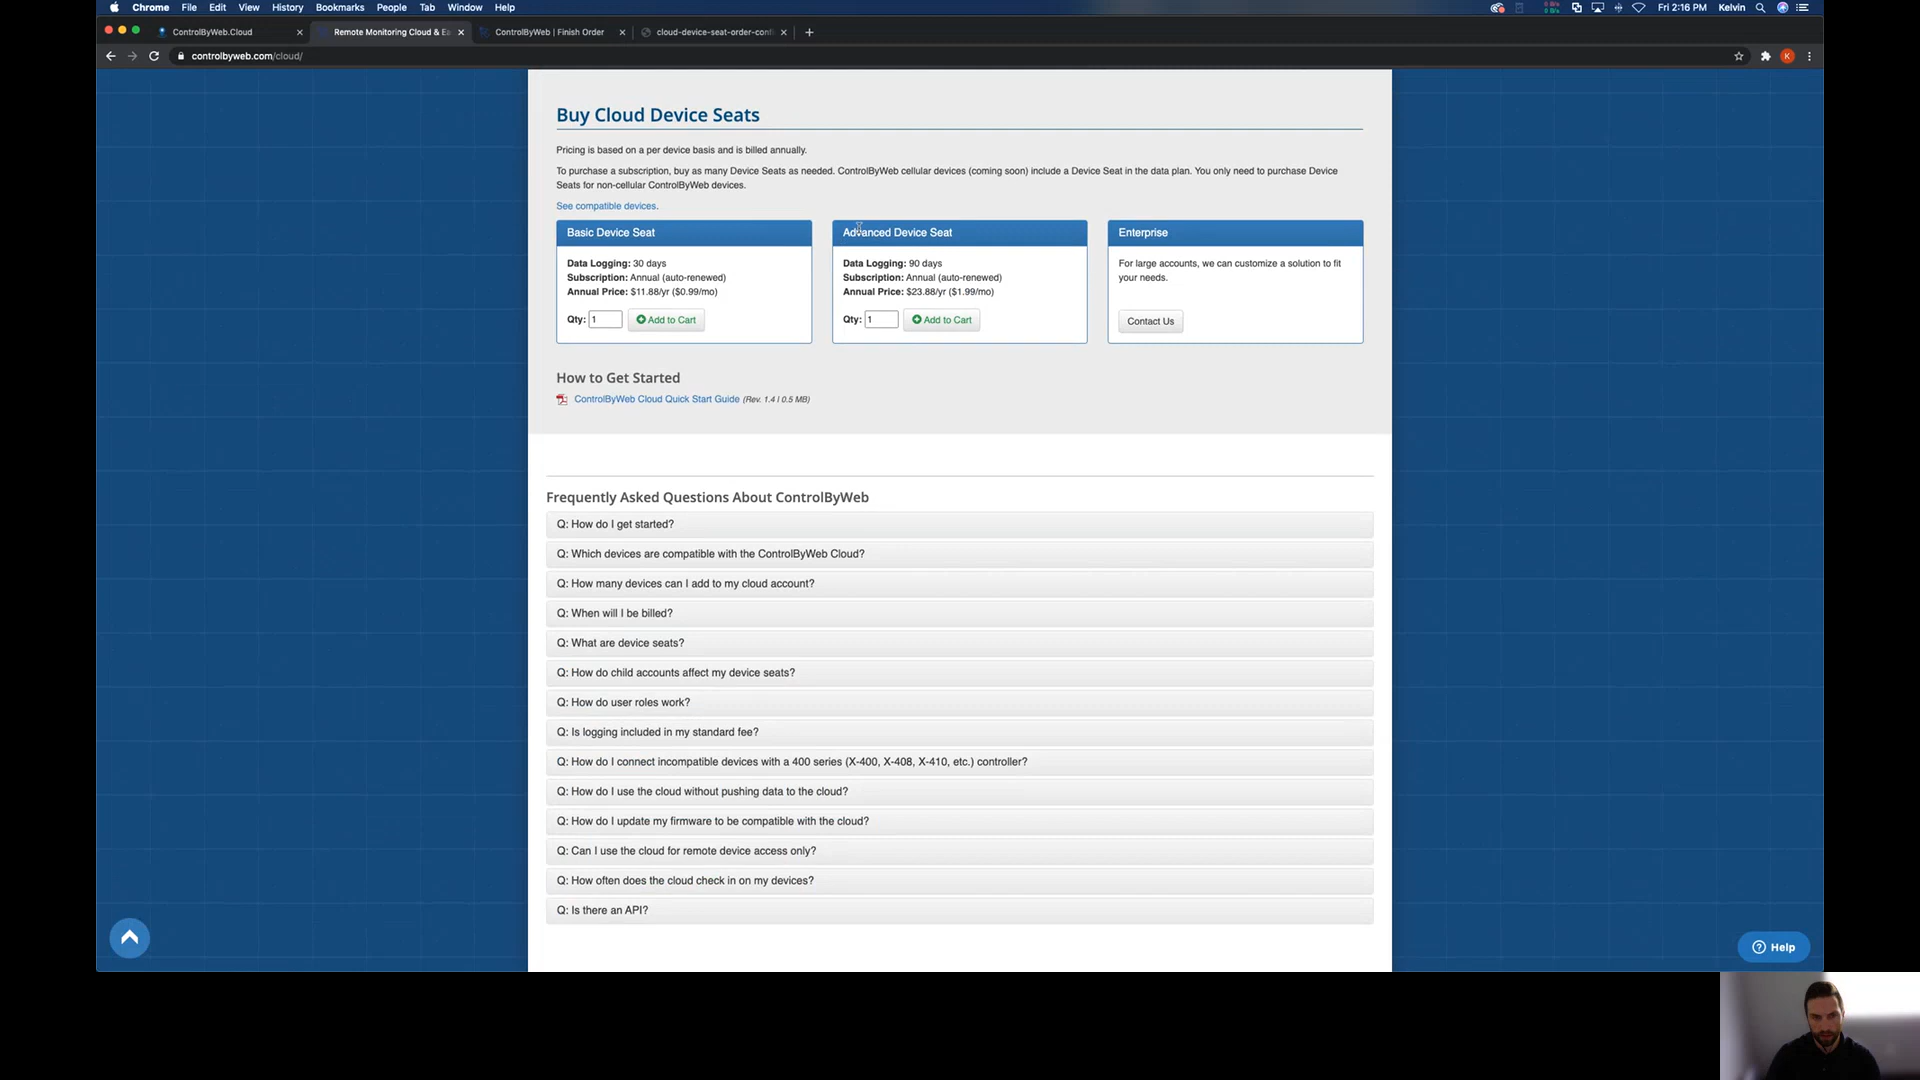 Chrome File Edit View History Bookmarks People Tab Window Help
Fri 2:16 PM Kelvin
ControlByWeb.Cloud
Remote Monitoring Cloud & Ea
ControlByWeb | Finish Order
cloud-device-seat-order-conf
controlbyweb.com/cloud/
K
Buy Cloud Device Seats
Pricing is based on a per device basis and is billed annually.
To purchase a subscription, buy as many Device Seats as needed. ControlByWeb cellular devices (coming soon) include a Device Seat in the data plan. You only need to purchase Device
Seats for non-cellular ControlByWeb devices.
See compatible devices.
Basic Device Seat
Data Logging: 30 days
Subscription: Annual (auto-renewed)
Annual Price: $11.88/yr ($0.99/mo)
Qty: 1 Add to Cart
Advanced Device Seat
Data Logging: 90 days
Subscription: Annual (auto-renewed)
Annual Price: $23.88/yr ($1.99/mo)
Qty: 1 Add to Cart
Enterprise
For large accounts, we can customize a solution to fit
your needs.
Contact Us
How to Get Started
ControlByWeb Cloud Quick Start Guide (Rev. 1.4 | 0.5 MB)
Frequently Asked Questions About ControlByWeb
Q: How do I get started?
Q: Which devices are compatible with the ControlByWeb Cloud?
Q: How many devices can I add to my cloud account?
Q: When will I be billed?
Q: What are device seats?
Q: How do child accounts affect my device seats?
Q: How do user roles work?
Q: Is logging included in my standard fee?
Q: How do I connect incompatible devices with a 400 series (X-400, X-408, X-410, etc.) controller?
Q: How do I use the cloud without pushing data to the cloud?
Q: How do I update my firmware to be compatible with the cloud?
Q: Can I use the cloud for remote device access only?
Q: How often does the cloud check in on my devices?
Q: Is there an API?
Help